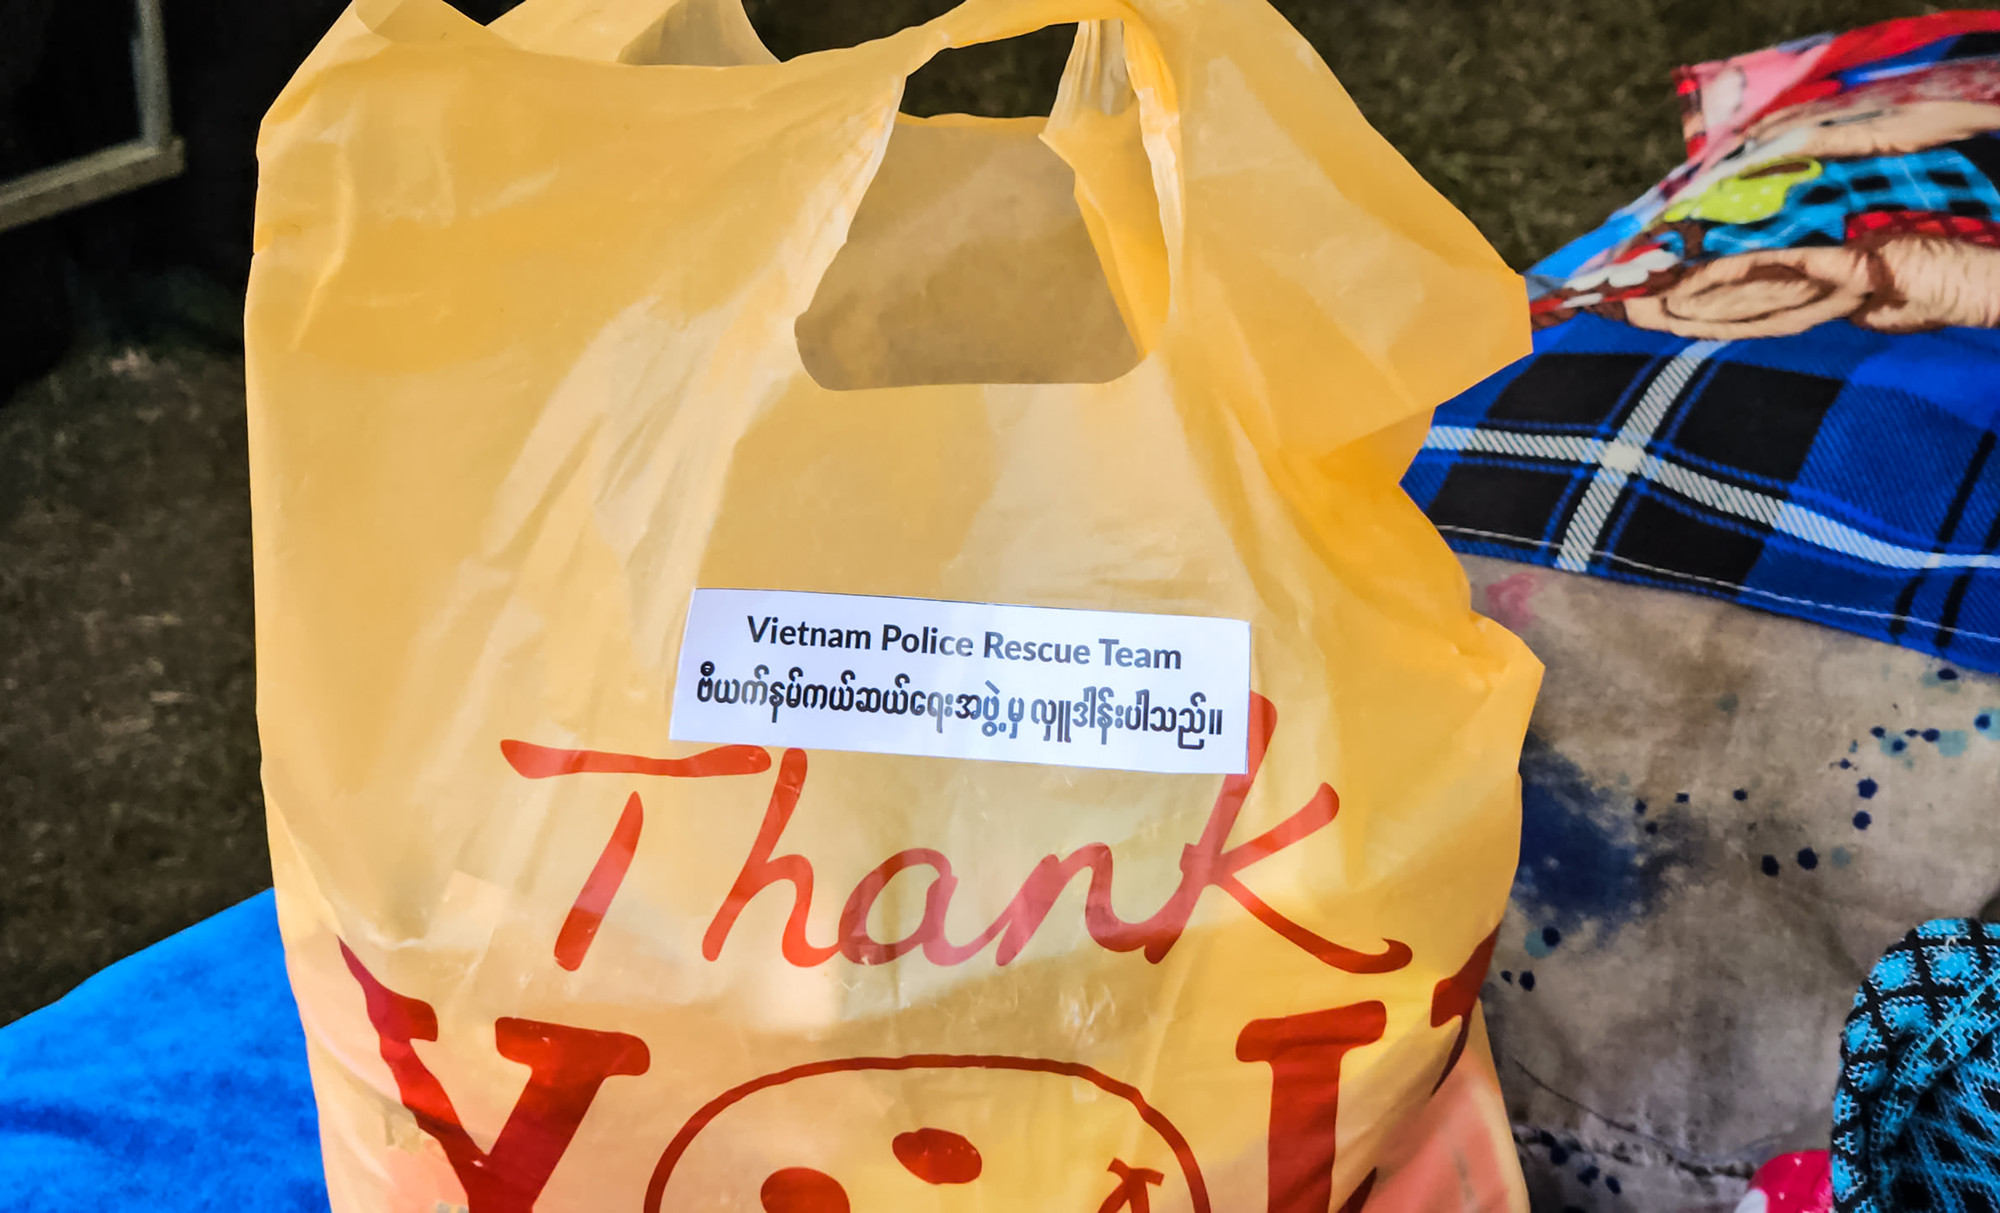 Vietnam Police Rescue Team
ဗီယက်နမ်ကယ်ဆယ်ရေးအဖွဲ့မှ လှူဒါန်းပါသည်။
Thank
YOU